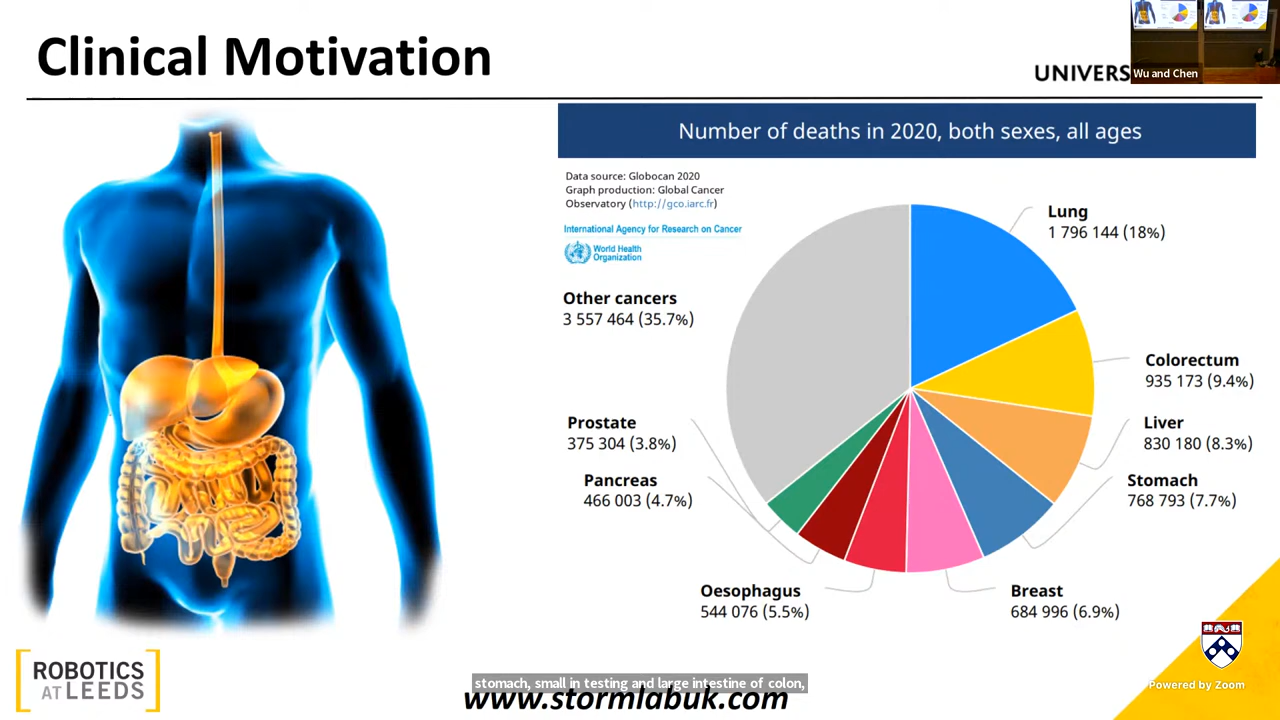 Clinical Motivation
UNIVERS
Wu and Chen
Number of deaths in 2020, both sexes, all ages
Data source: Globocan 2020
Graph production: Global Cancer
Observatory (http://gco.iarc.fr)
International Agency for Research on Cancer
World Health
Organization
Lung
1 796 144 (18%)
Other cancers
3 557 464 (35.7%)
Colorectum
935 173 (9.4%)
Prostate
375 304 (3.8%)
Liver
830 180 (8.3%)
Pancreas
466 003 (4.7%)
Stomach
768 793 (7.7%)
Oesophagus
544 076 (5.5%)
Breast
684 996 (6.9%)
ROBOTICS
AT LEEDS
stomach, small in testing and large intestine of colon,
www.stormlabuk.com
Powered by Zoom